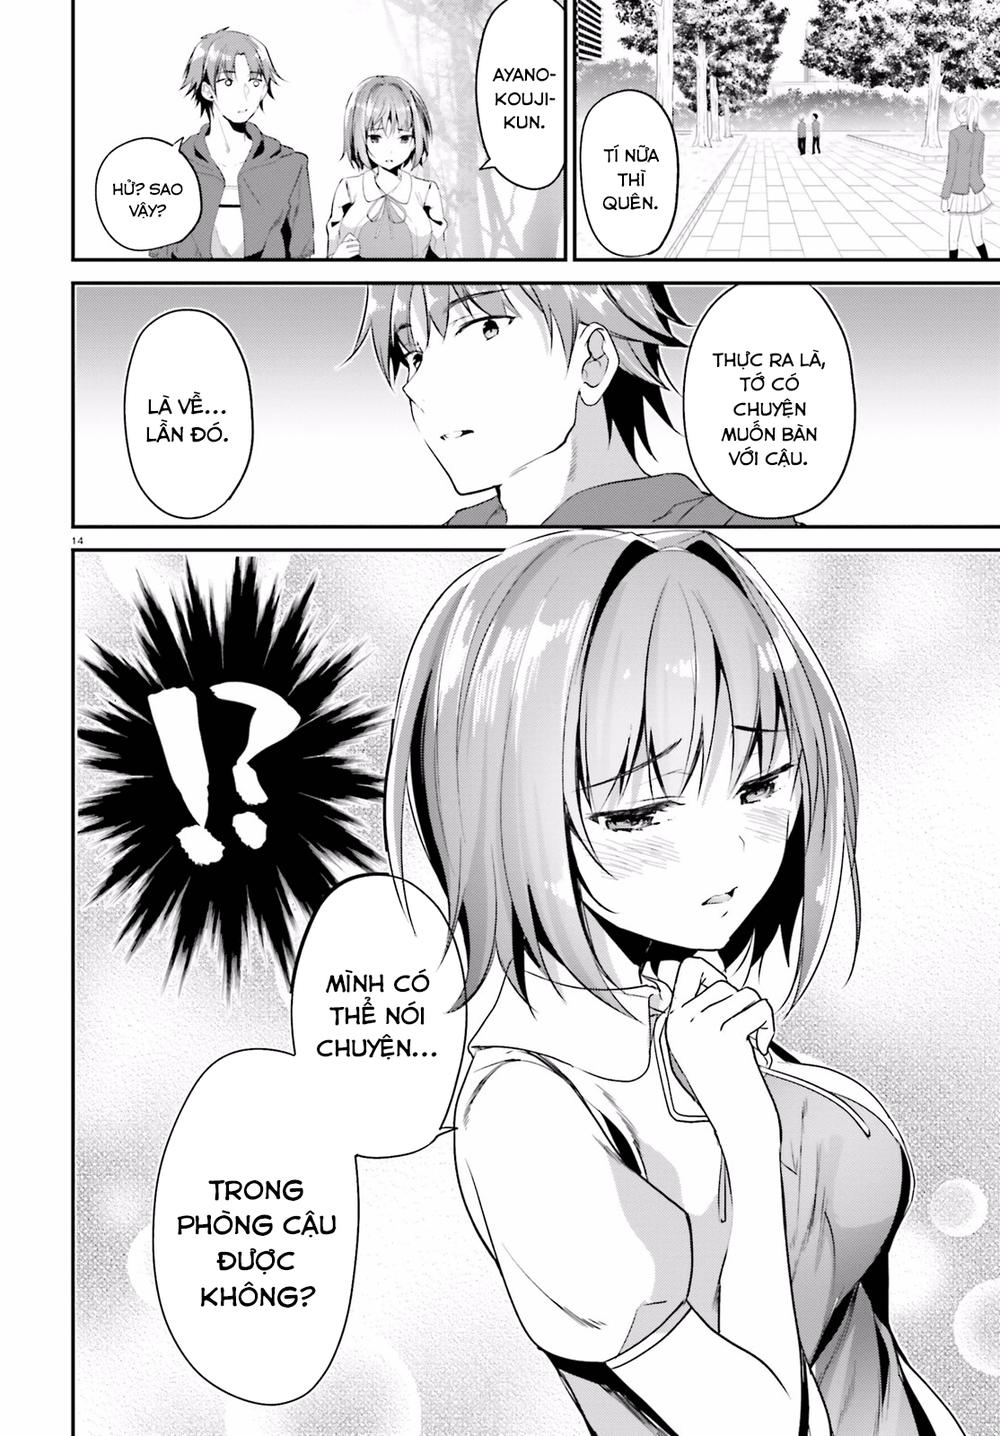 TÍ NỮA
THÌ
QUÊN.
AYANO-
KOUJI-
KUN.
HỬ? SAO
VẬY?
THỰC RA LÀ,
TỚ CÓ
CHUYỆN
MUỐN BÀN
VỚI CẬU.
LÀ VỀ...
LẦN ĐÓ.
14
!?
MÌNH CÓ
THỂ NÓI
CHUYỆN...
TRONG
PHÒNG CẬU
ĐƯỢC
KHÔNG?